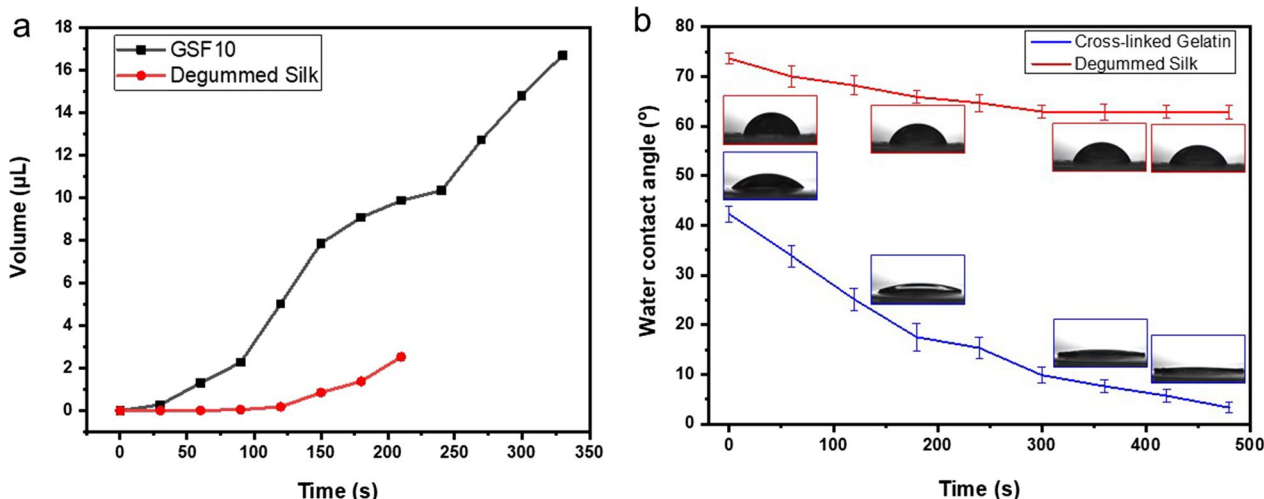 a
GSF10
Degummed Silk
18
16
14
12
10
8
6
4
2
0
Volume (µL)
0 50 100 150 200 250 300 350
Time (s)
b
Cross-linked Gelatin
Degummed Silk
80
70
60
50
40
30
20
10
0
Water contact angle (º)
0 100 200 300 400 500
Time (s)